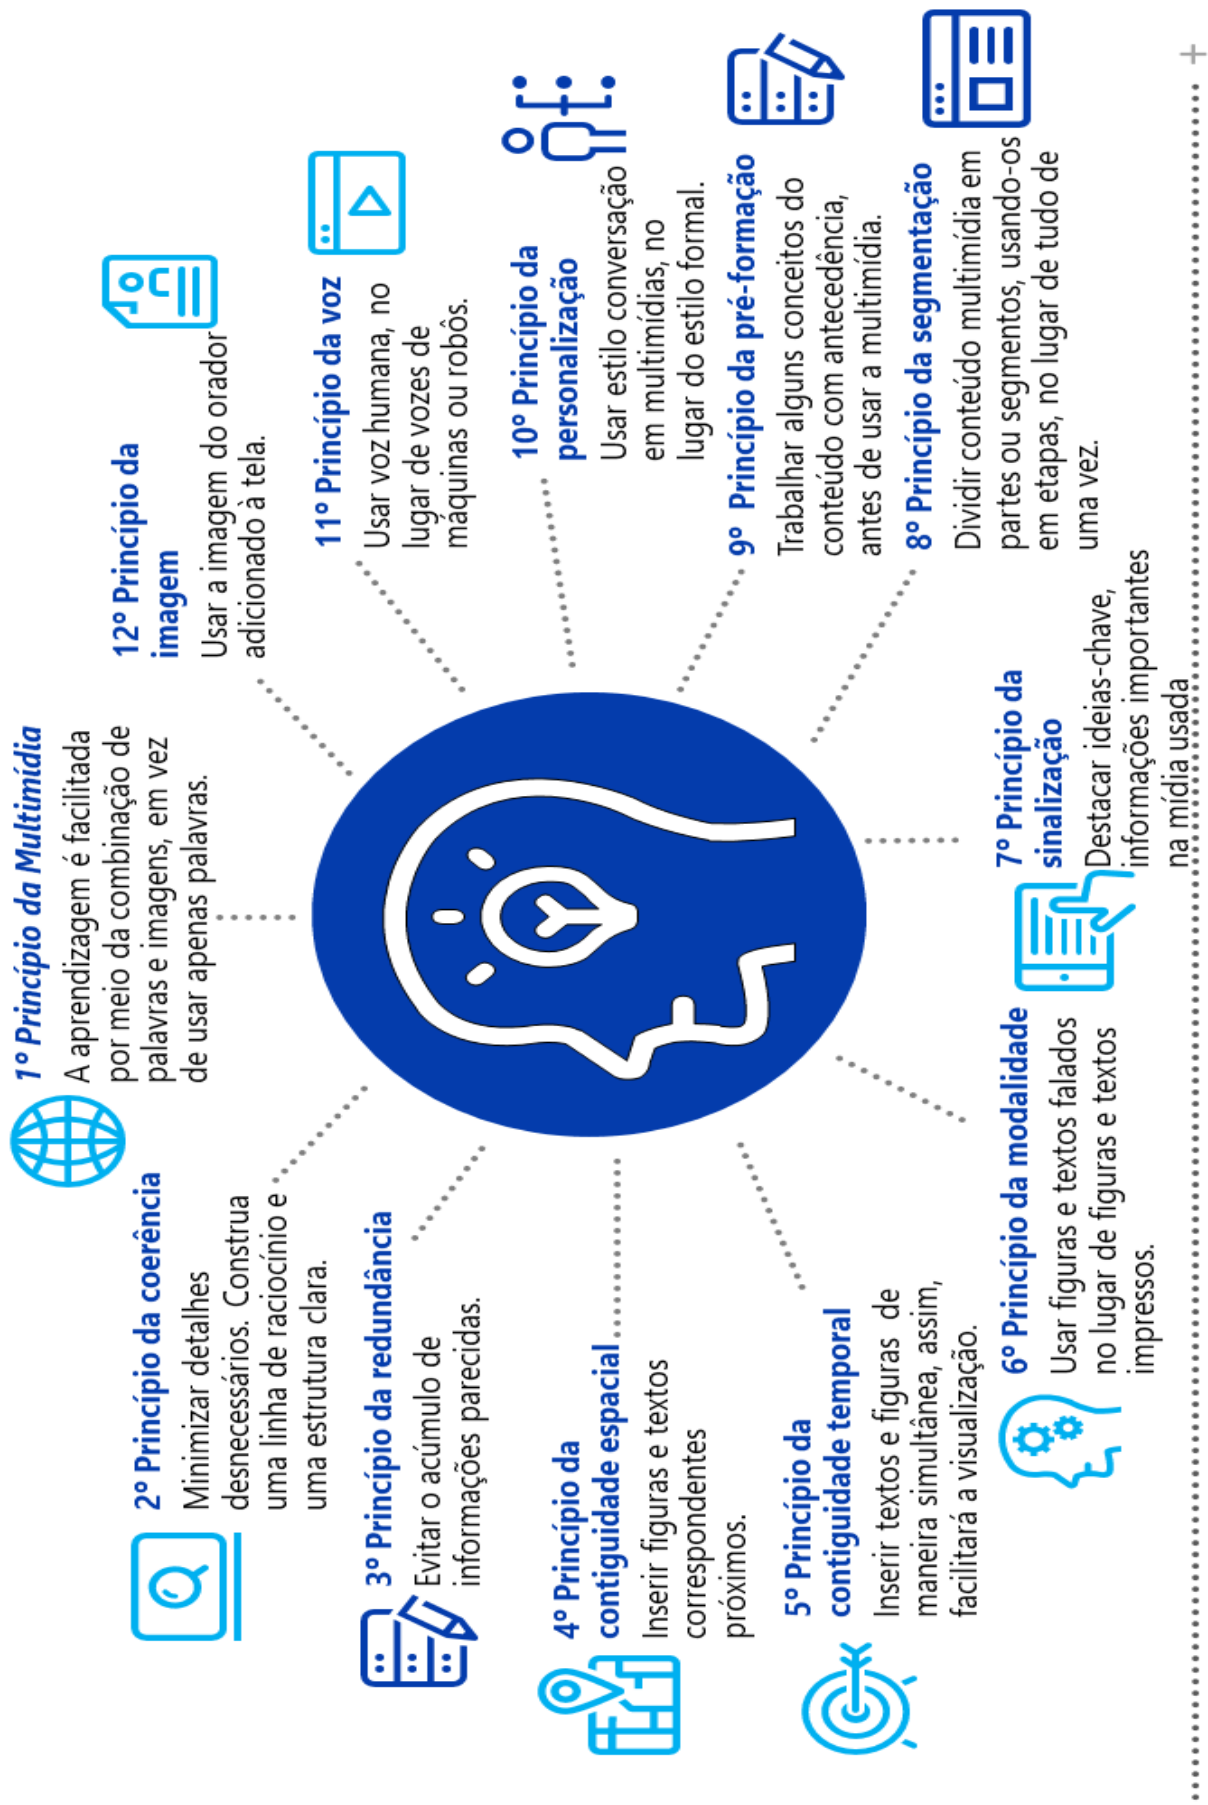 1º Princípio da Multimídia
A aprendizagem é facilitada
por meio da combinação de
palavras e imagens, em vez
de usar apenas palavras.
2º Princípio da coerência
Minimizar detalhes
desnecessários. Construa
uma linha de raciocínio e
uma estrutura clara.
3º Princípio da redundância
Evitar o acúmulo de
informações parecidas.
4º Princípio da
contiguidade espacial
Inserir figuras e textos
correspondentes
próximos.
5º Princípio da
contiguidade temporal
Inserir textos e figuras de
maneira simultânea, assim,
facilitará a visualização.
6º Princípio da modalidade
Usar figuras e textos falados
no lugar de figuras e textos
impressos.
7º Princípio da
sinalização
Destacar ideias-chave,
informações importantes
na mídia usada
8º Princípio da segmentação
Dividir conteúdo multimídia em
partes ou segmentos, usando-os
em etapas, no lugar de tudo de
uma vez.
9º Princípio da pré-formação
Trabalhar alguns conceitos do
conteúdo com antecedência,
antes de usar a multimídia.
10º Princípio da
personalização
Usar estilo conversação
em multimídias, no
lugar do estilo formal.
11º Princípio da voz
Usar voz humana, no
lugar de vozes de
máquinas ou robôs.
12º Princípio da
imagem
Usar a imagem do orador
adicionado à tela.